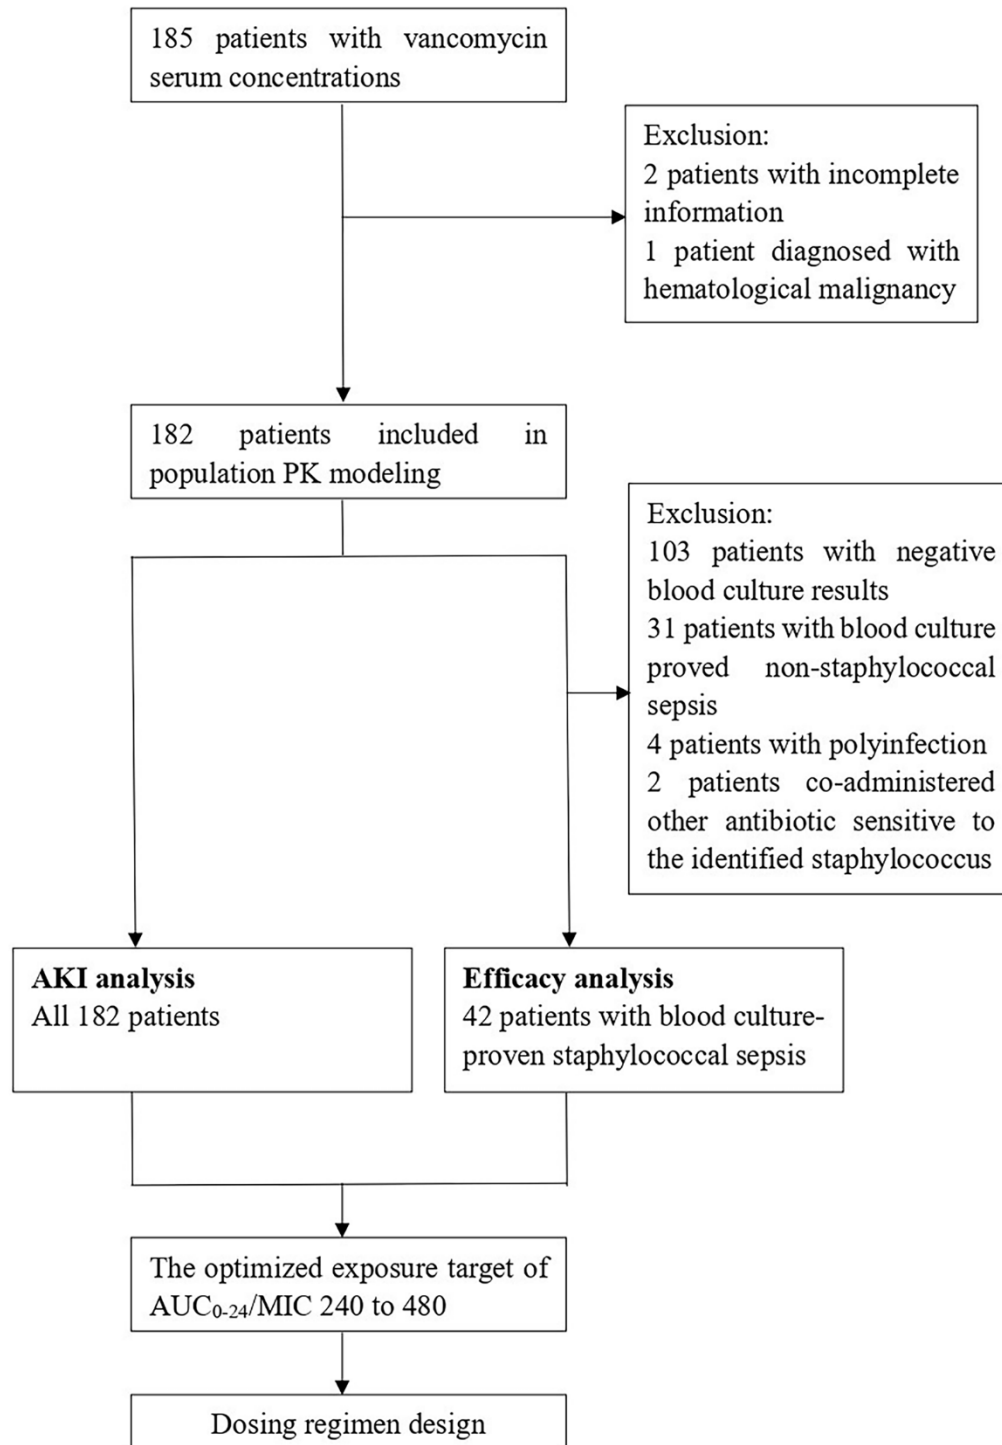 185 patients with vancomycin
serum concentrations
Exclusion:
2 patients with incomplete
information
1 patient diagnosed with
hematological malignancy
182 patients included in
population PK modeling
Exclusion:
103 patients with negative
blood culture results
31 patients with blood culture
proved non-staphylococcal
sepsis
4 patients with polyinfection
2 patients co-administered
other antibiotic sensitive to
the identified staphylococcus
AKI analysis
All 182 patients
Efficacy analysis
42 patients with blood culture-
proven staphylococcal sepsis
The optimized exposure target of
AUC₀₋₂₄/MIC 240 to 480
Dosing regimen design